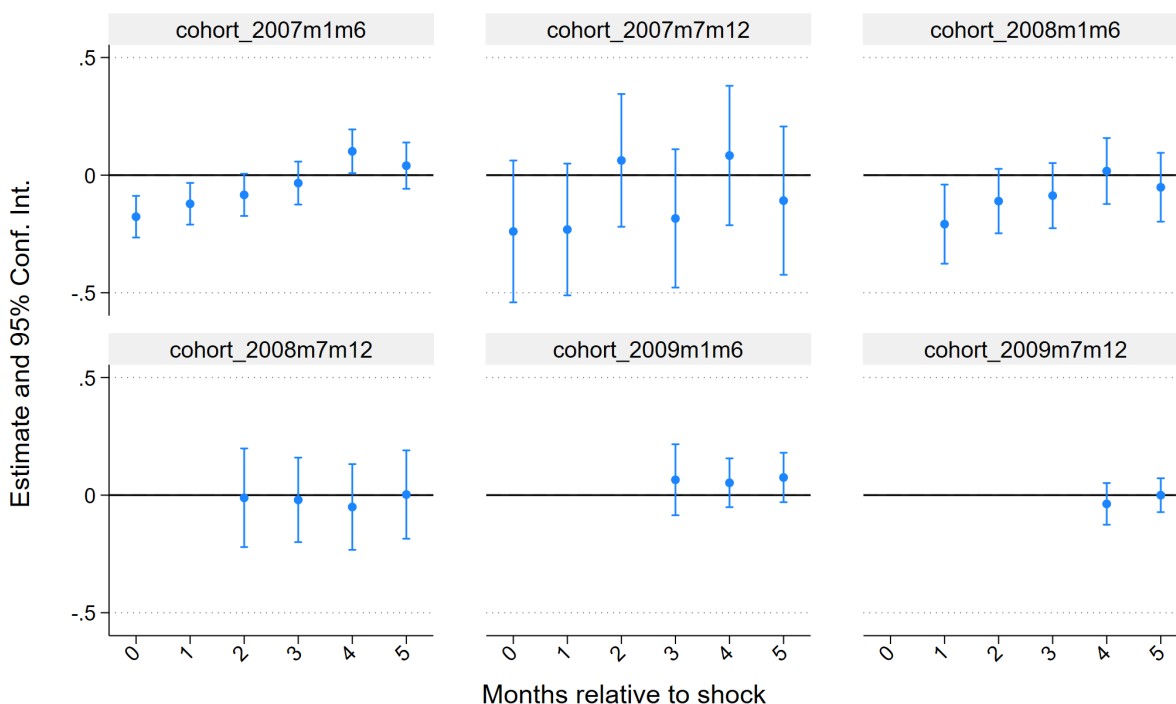 cohort_2007m1m6 cohort_2007m7m12 cohort_2008m1m6
.5
0
-.5
cohort_2008m7m12 cohort_2009m1m6 cohort_2009m7m12
.5
0
-.5
0 1 2 3 4 5 0 1 2 3 4 5 0 1 2 3 4 5
Months relative to shock
Estimate and 95% Conf. Int.